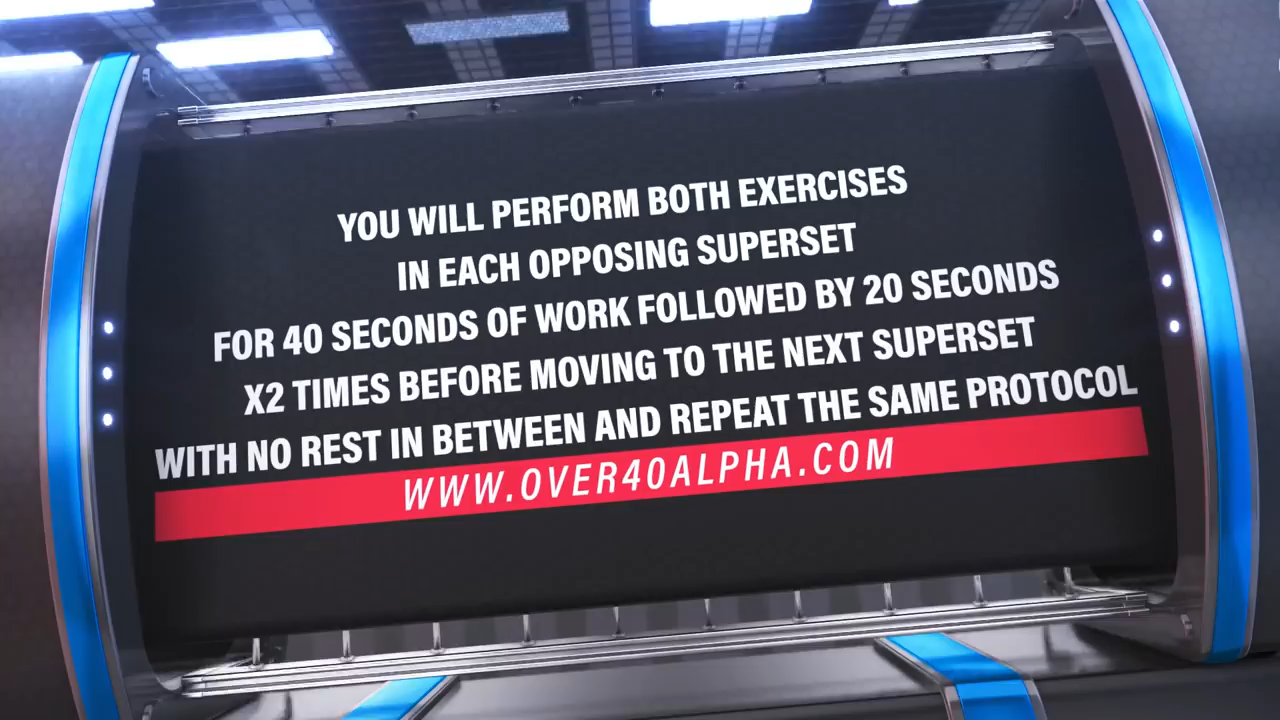 YOU WILL PERFORM BOTH EXERCISES
IN EACH OPPOSING SUPERSET
FOR 40 SECONDS OF WORK FOLLOWED BY 20 SECONDS
X2 TIMES BEFORE MOVING TO THE NEXT SUPERSET
WITH NO REST IN BETWEEN AND REPEAT THE SAME PROTOCOL
WWW.OVER40ALPHA.COM